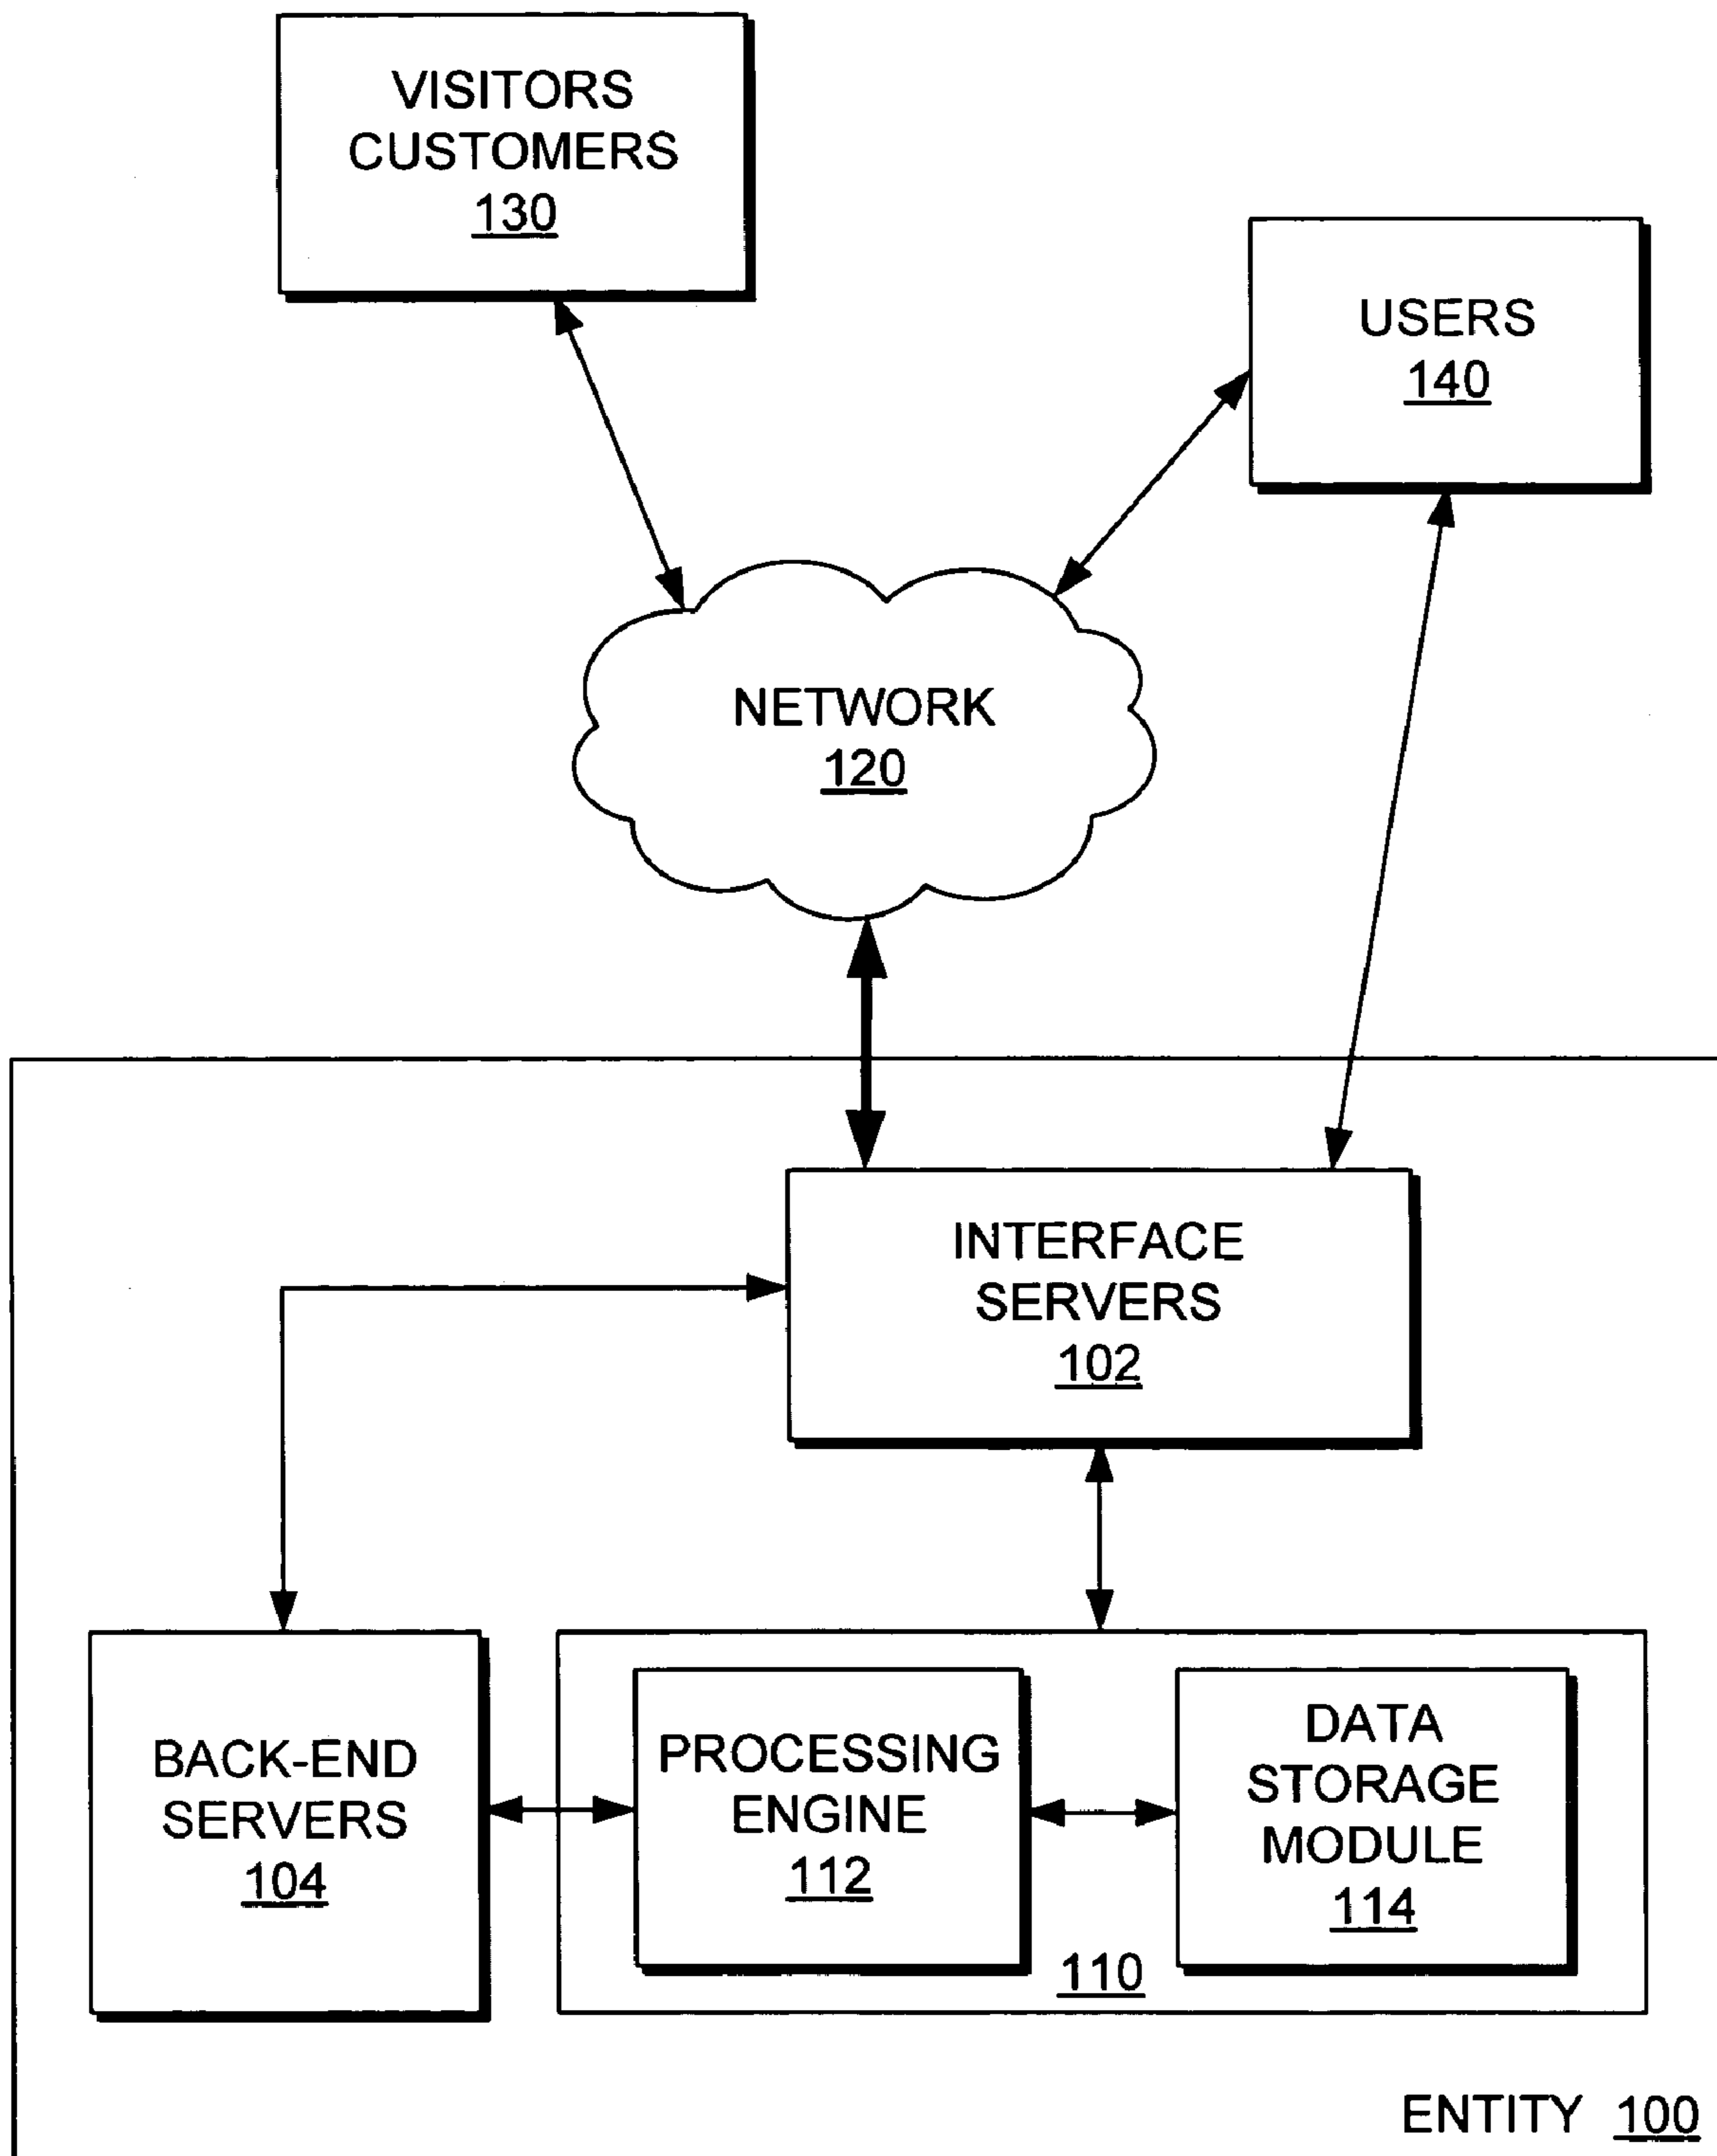 VISITORS
CUSTOMERS
130
USERS
140
NETWORK
120
INTERFACE
SERVERS
102
BACK-END
SERVERS
104
PROCESSING
ENGINE
112
DATA
STORAGE
MODULE
114
110
ENTITY 100